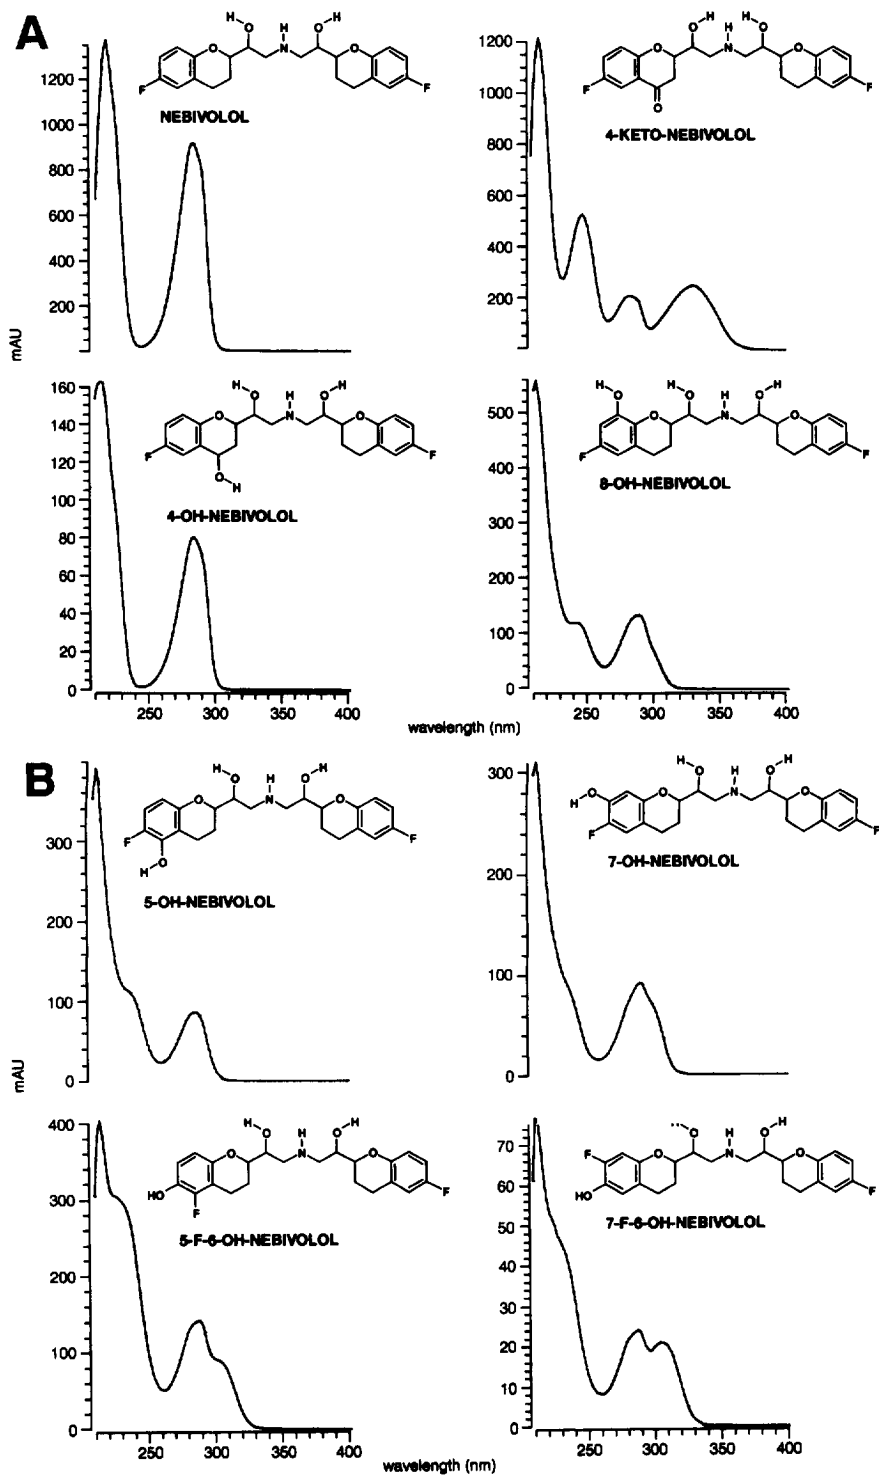 A
NEBIVOLOL
4-KETO-NEBIVOLOL
1200
1000
800
600
400
200
1200
1000
800
600
400
200
mAU
4-OH-NEBIVOLOL
8-OH-NEBIVOLOL
160
140
120
100
80
60
40
20
0
500
400
300
200
100
0
250 300 350 400
250 300 350 400
wavelength (nm)
B
5-OH-NEBIVOLOL
7-OH-NEBIVOLOL
300
200
100
0
300
200
100
0
mAU
5-F-6-OH-NEBIVOLOL
7-F-6-OH-NEBIVOLOL
400
300
200
100
0
70
60
50
40
30
20
10
0
250 300 350 400
250 300 350 400
wavelength (nm)
H O H N O H O O F F
H O H N O H O O F F O
H O H N O H O O F F O H
H O H O H N O H O O F F
H O H N O H O O F F O H
H O H N O H O O F F H O
H O H N O H O O F F HO
O H N O H O O F F HO